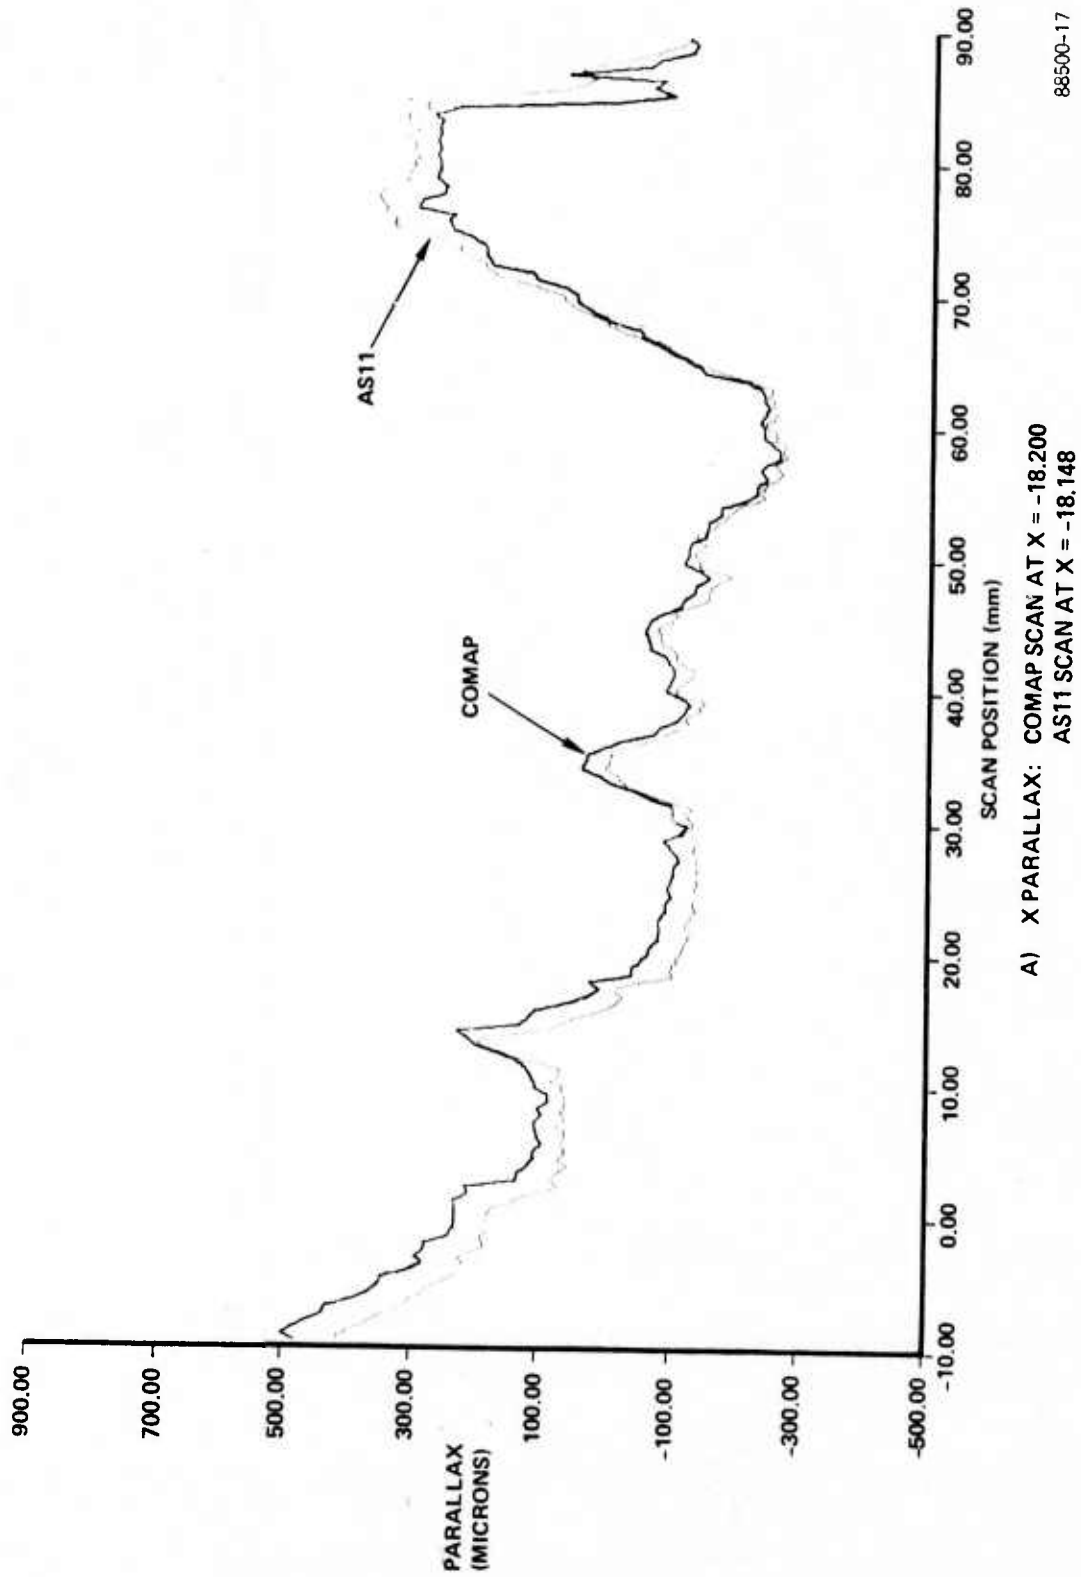 900.00
700.00
500.00
300.00
100.00
-100.00
-300.00
-500.00
PARALLAX
(MICRONS)
COMAP
AS11
-10.00
0.00
10.00
20.00
30.00
40.00
50.00
60.00
70.00
80.00
90.00
SCAN POSITION (mm)
A) X PARALLAX: COMAP SCAN AT X = -18.200
AS11 SCAN AT X = -18.148
88500-17